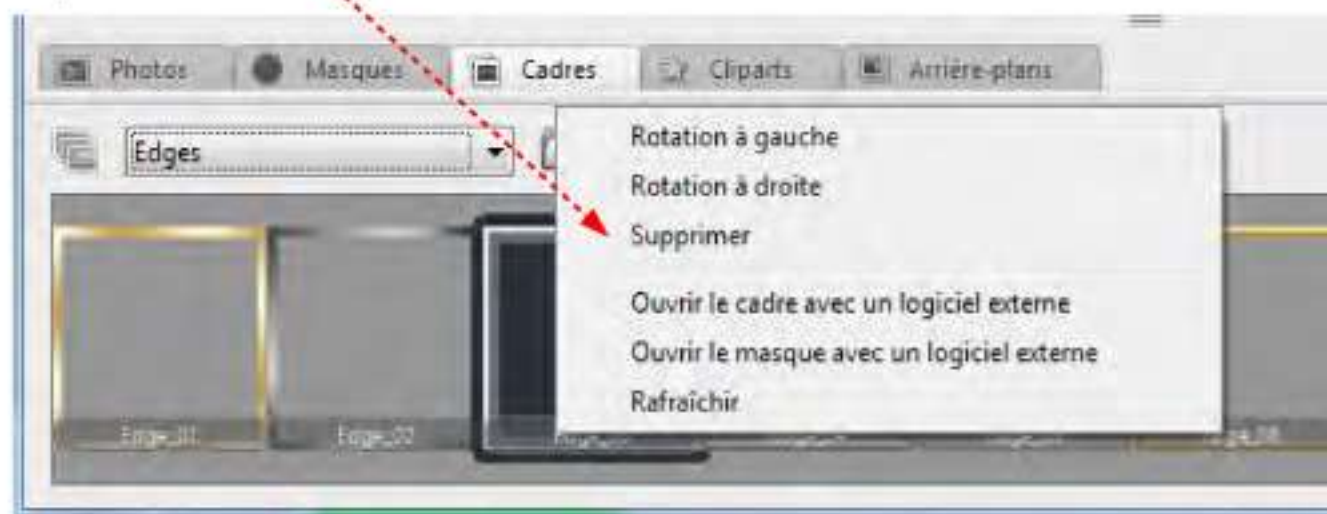 Photos Masques Cadres Cliparts Arrière-plans
Edges
Rotation à gauche
Rotation à droite
Supprimer
Ouvrir le cadre avec un logiciel externe
Ouvrir le masque avec un logiciel externe
Rafraîchir
Edge_01 Edge_02